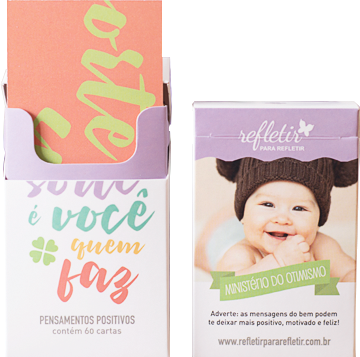 orte
sorte,
é você
quem
faz
PENSAMENTOS POSITIVOS
contém 60 cartas
refletir
PARA REFLETIR
MINISTÉRIO DO OTIMISMO
Adverte: as mensagens do bem podem
te deixar mais positivo, motivado e feliz!
www.refletirpararefletir.com.br